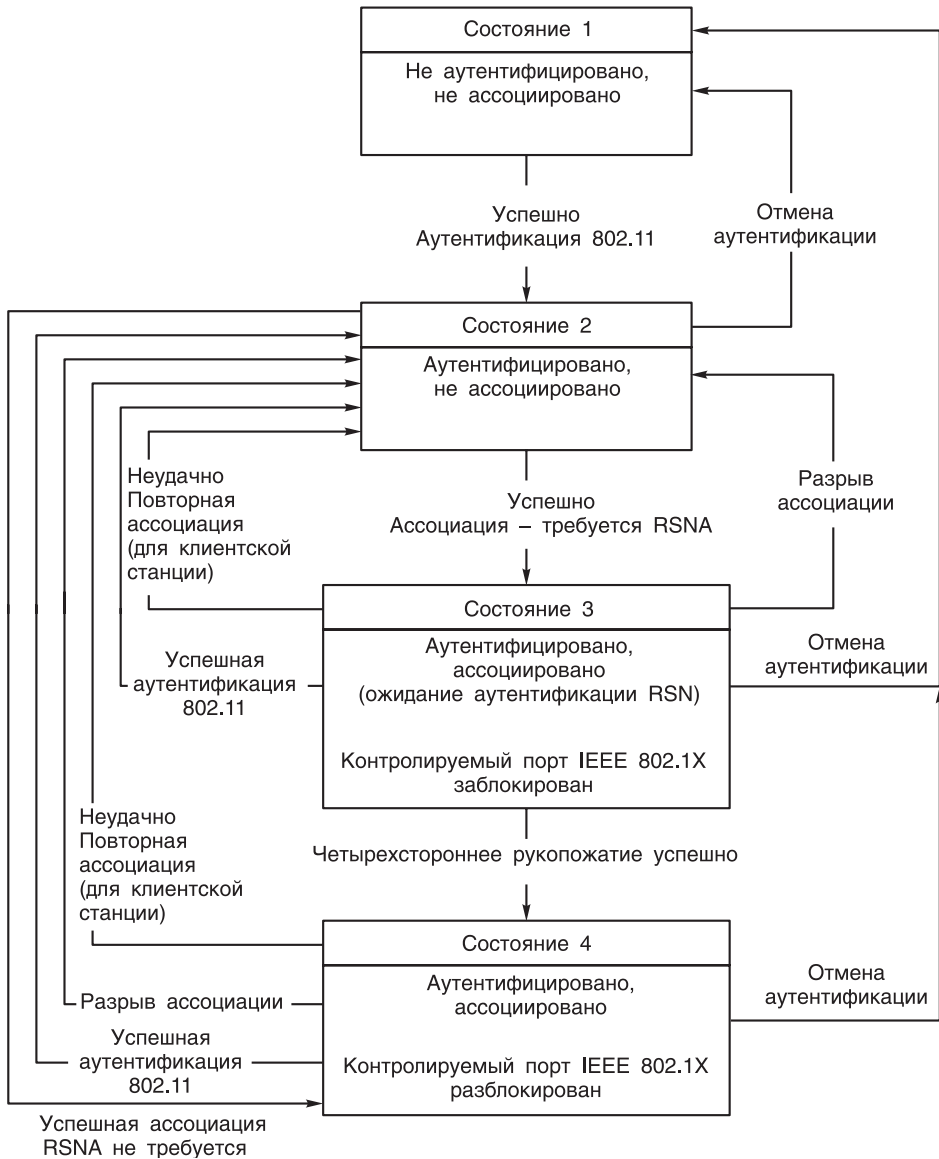 Состояние 1
Не аутентифицировано,
не ассоциировано
Успешно
Аутентификация 802.11
Отмена
аутентификации
Состояние 2
Аутентифицировано,
не ассоциировано
Неудачно
Повторная
ассоциация
(для клиентской
станции)
Успешно
Ассоциация – требуется RSNA
Разрыв
ассоциации
Состояние 3
Аутентифицировано,
ассоциировано
(ожидание аутентификации RSN)
Контролируемый порт IEEE 802.1X
заблокирован
Успешная
аутентификация
802.11
Отмена
аутентификации
Неудачно
Повторная
ассоциация
(для клиентской
станции)
Четырехстороннее рукопожатие успешно
Состояние 4
Аутентифицировано,
ассоциировано
Контролируемый порт IEEE 802.1X
разблокирован
Отмена
аутентификации
Разрыв ассоциации
Успешная
аутентификация
802.11
Успешная ассоциация
RSNA не требуется